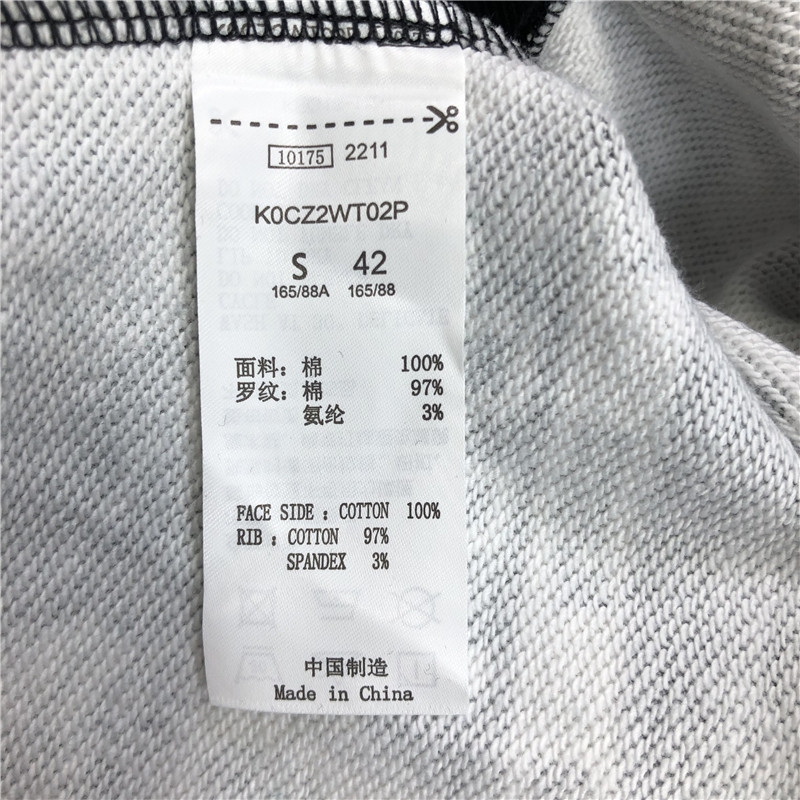 10175 2211
K0CZ2WT02P
S 42
165/88A 165/88
面料：棉 100%
罗纹：棉 97%
氨纶 3%
FACE SIDE : COTTON 100%
RIB : COTTON 97%
SPANDEX 3%
中国制造
Made in China